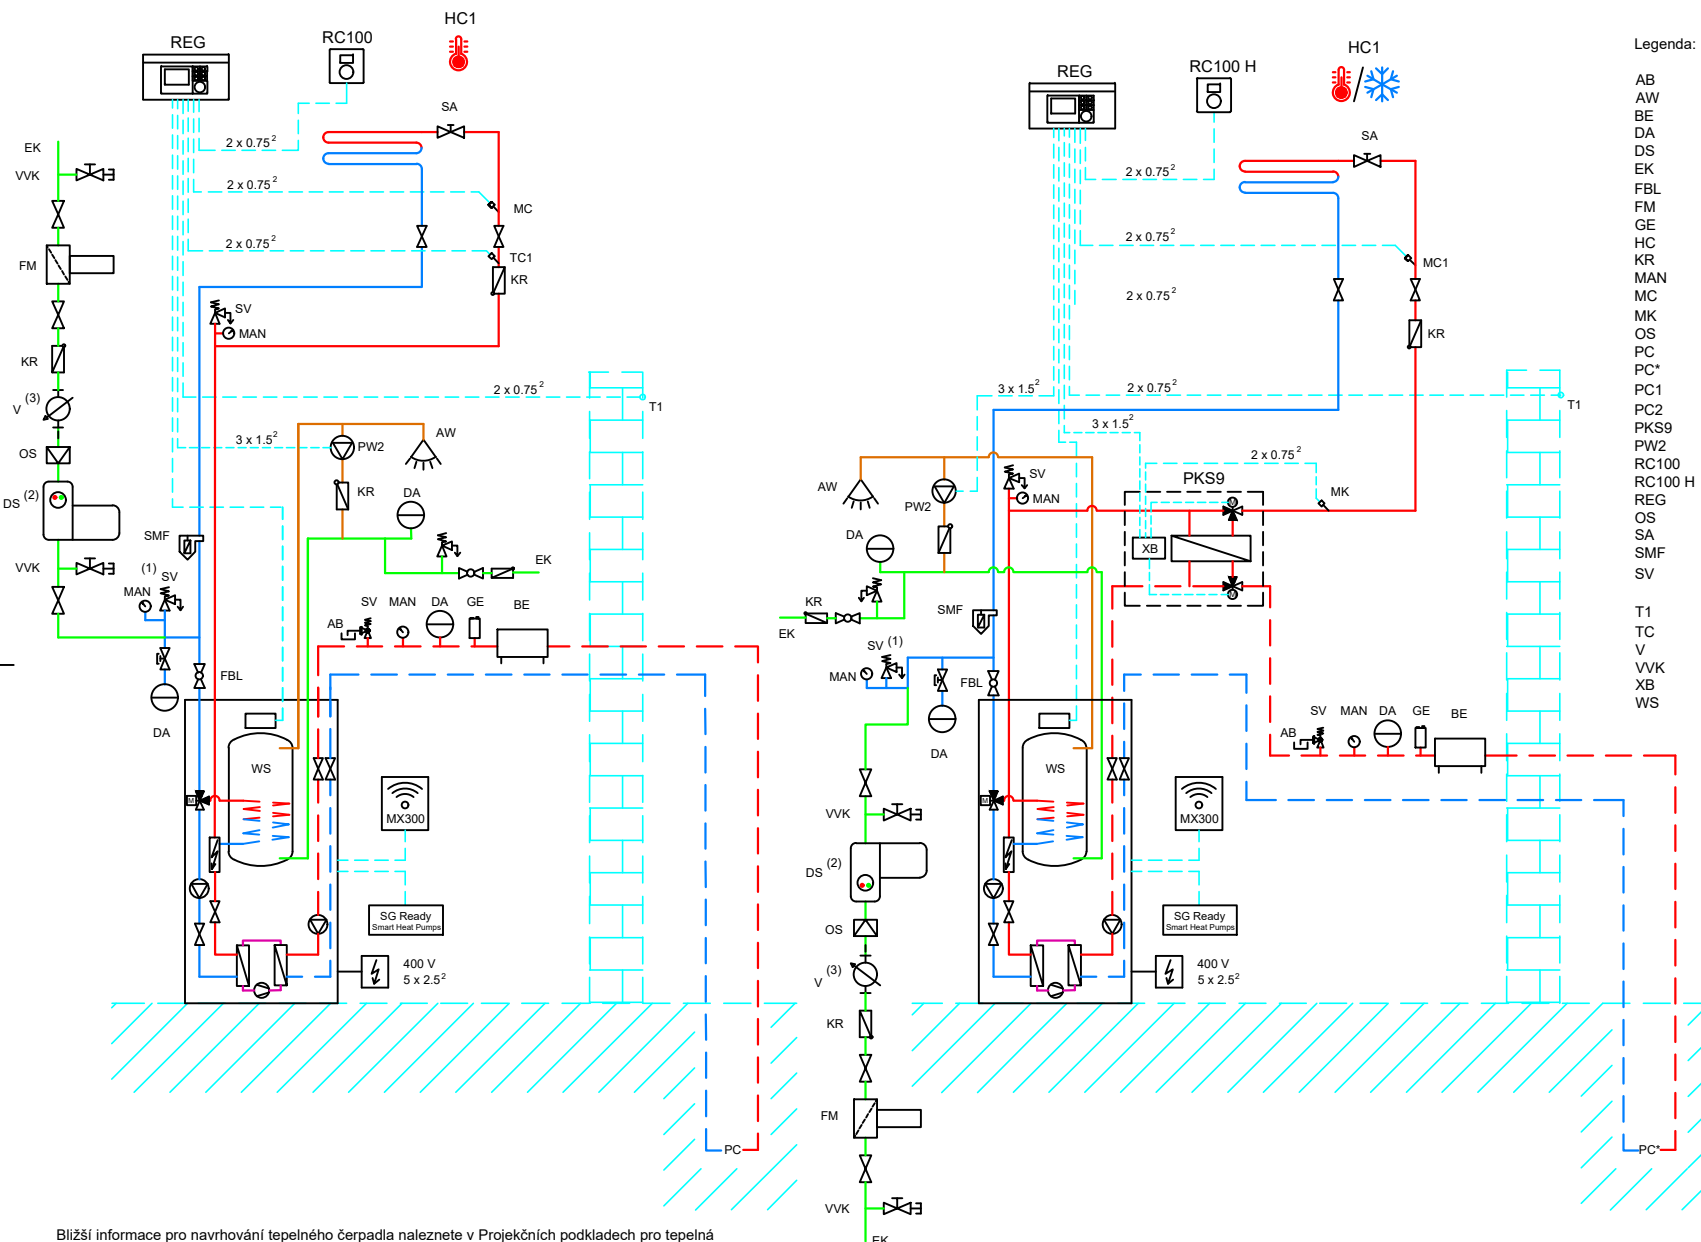 HC1
REG
RC100
SA
2 x 0.75²
EK
VVK
2 x 0.75²
MC
2 x 0.75²
TC1
FM
KR
SV
MAN
KR
2 x 0.75²
T1
V (3)
3 x 1.5²
PW2
AW
OS
KR
DA
DS (2)
SMF
EK
VVK
(1)
SV
MAN
SV
MAN
DA
GE
BE
AB
FBL
DA
WS
M
MX300
SG Ready
Smart Heat Pumps
400 V
5 x 2.5²
PC
HC1
REG
RC100 H
SA
2 x 0.75²
2 x 0.75²
MC1
2 x 0.75²
KR
3 x 1.5²
2 x 0.75²
T1
3 x 1.5²
2 x 0.75²
AW
SV
MAN
PW2
PKS9
MK
M
DA
XB
M
KR
EK
SMF
SV (1)
MAN
FBL
DA
SV
MAN
DA
GE
BE
AB
WS
M
VVK
MX300
DS (2)
SG Ready
Smart Heat Pumps
OS
V (3)
400 V
5 x 2.5²
KR
FM
PC*
VVK
EK
Legenda:
AB
AW
BE
DA
DS
EK
FBL
FM
GE
HC
KR
MAN
MC
MK
OS
PC
PC*
PC1
PC2
PKS9
PW2
RC100
RC100 H
REG
OS
SA
SMF
SV
T1
TC
V
VVK
XB
WS
Bližší informace pro navrhování tepelného čerpadla naleznete v Projekčních podkladech pro tepelná